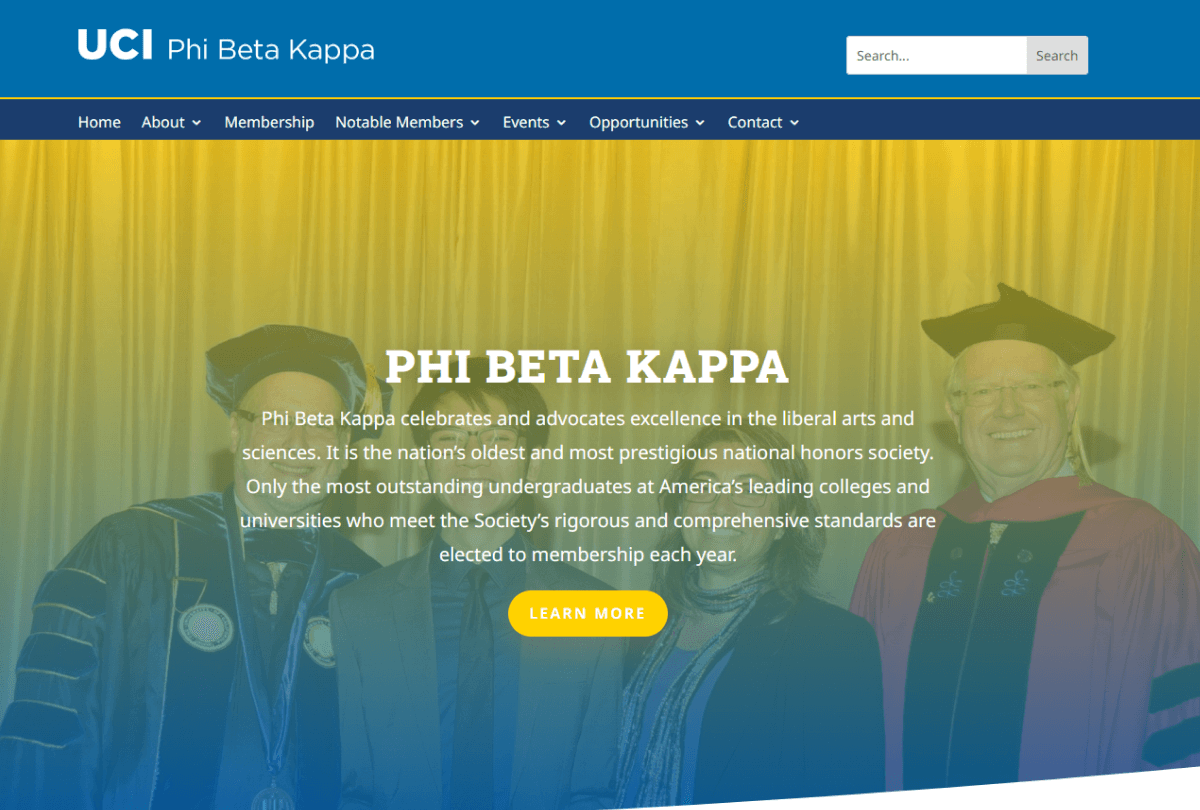 UCI Phi Beta Kappa
Search...
Search
Home About Membership Notable Members Events Opportunities Contact
PHI BETA KAPPA
Phi Beta Kappa celebrates and advocates excellence in the liberal arts and
sciences. It is the nation’s oldest and most prestigious national honors society.
Only the most outstanding undergraduates at America’s leading colleges and
universities who meet the Society’s rigorous and comprehensive standards are
elected to membership each year.
LEARN MORE